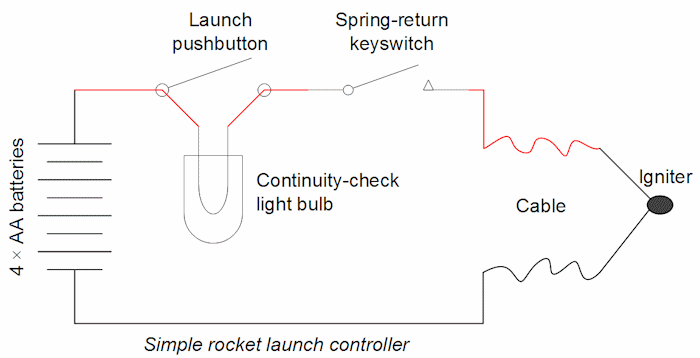 Launch
pushbutton
Spring-return
keyswitch
4 × AA batteries
Continuity-check
light bulb
Cable
Igniter
Simple rocket launch controller